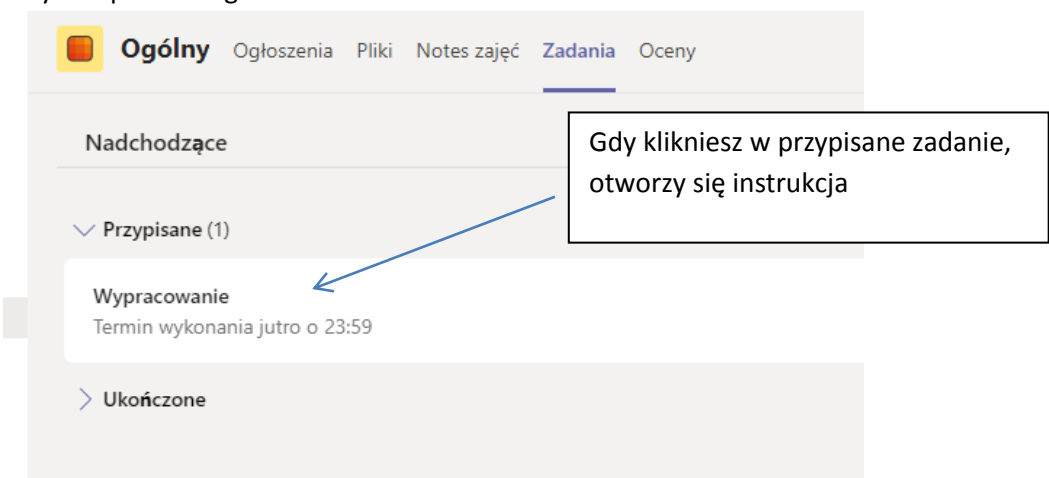 Ogólny Ogłoszenia Pliki Notes zajęć Zadania Oceny
Nadchodzące
Gdy klikniesz w przypisane zadanie,
otworzy się instrukcja
Przypisane (1)
Wypracowanie
Termin wykonania jutro o 23:59
Ukończone